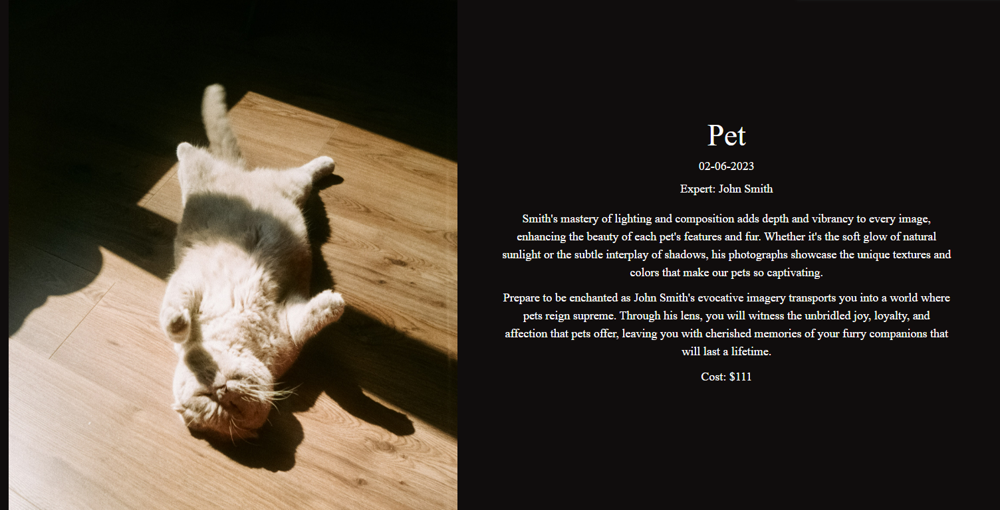 Pet
02-06-2023
Expert: John Smith
Smith's mastery of lighting and composition adds depth and vibrancy to every image,
enhancing the beauty of each pet's features and fur. Whether it's the soft glow of natural
sunlight or the subtle interplay of shadows, his photographs showcase the unique textures and
colors that make our pets so captivating.
Prepare to be enchanted as John Smith's evocative imagery transports you into a world where
pets reign supreme. Through his lens, you will witness the unbridled joy, loyalty, and
affection that pets offer, leaving you with cherished memories of your furry companions that
will last a lifetime.
Cost: $111